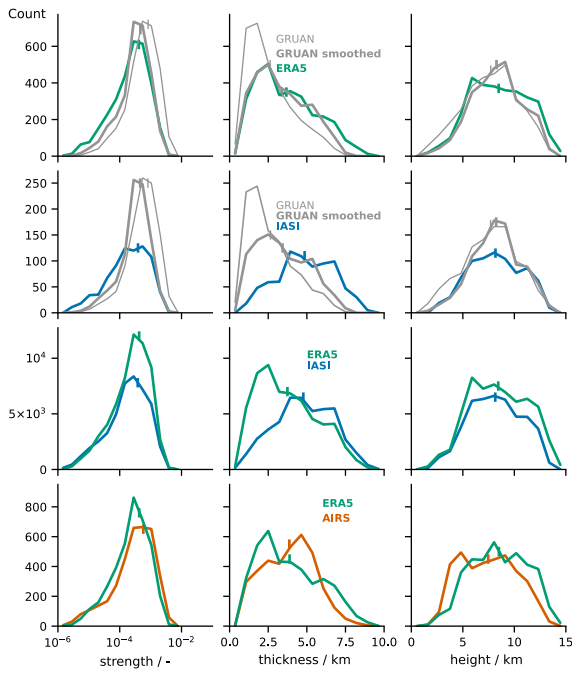 Count
600
400
200
0
GRUAN
GRUAN smoothed
ERA5
250
200
150
100
50
0
GRUAN
GRUAN smoothed
IASI
10⁴
5×10³
0
ERA5
IASI
800
600
400
200
0
ERA5
AIRS
10⁻⁶ 10⁻⁴ 10⁻²
0.0 2.5 5.0 7.5 10.0
0 5 10 15
strength / -
thickness / km
height / km